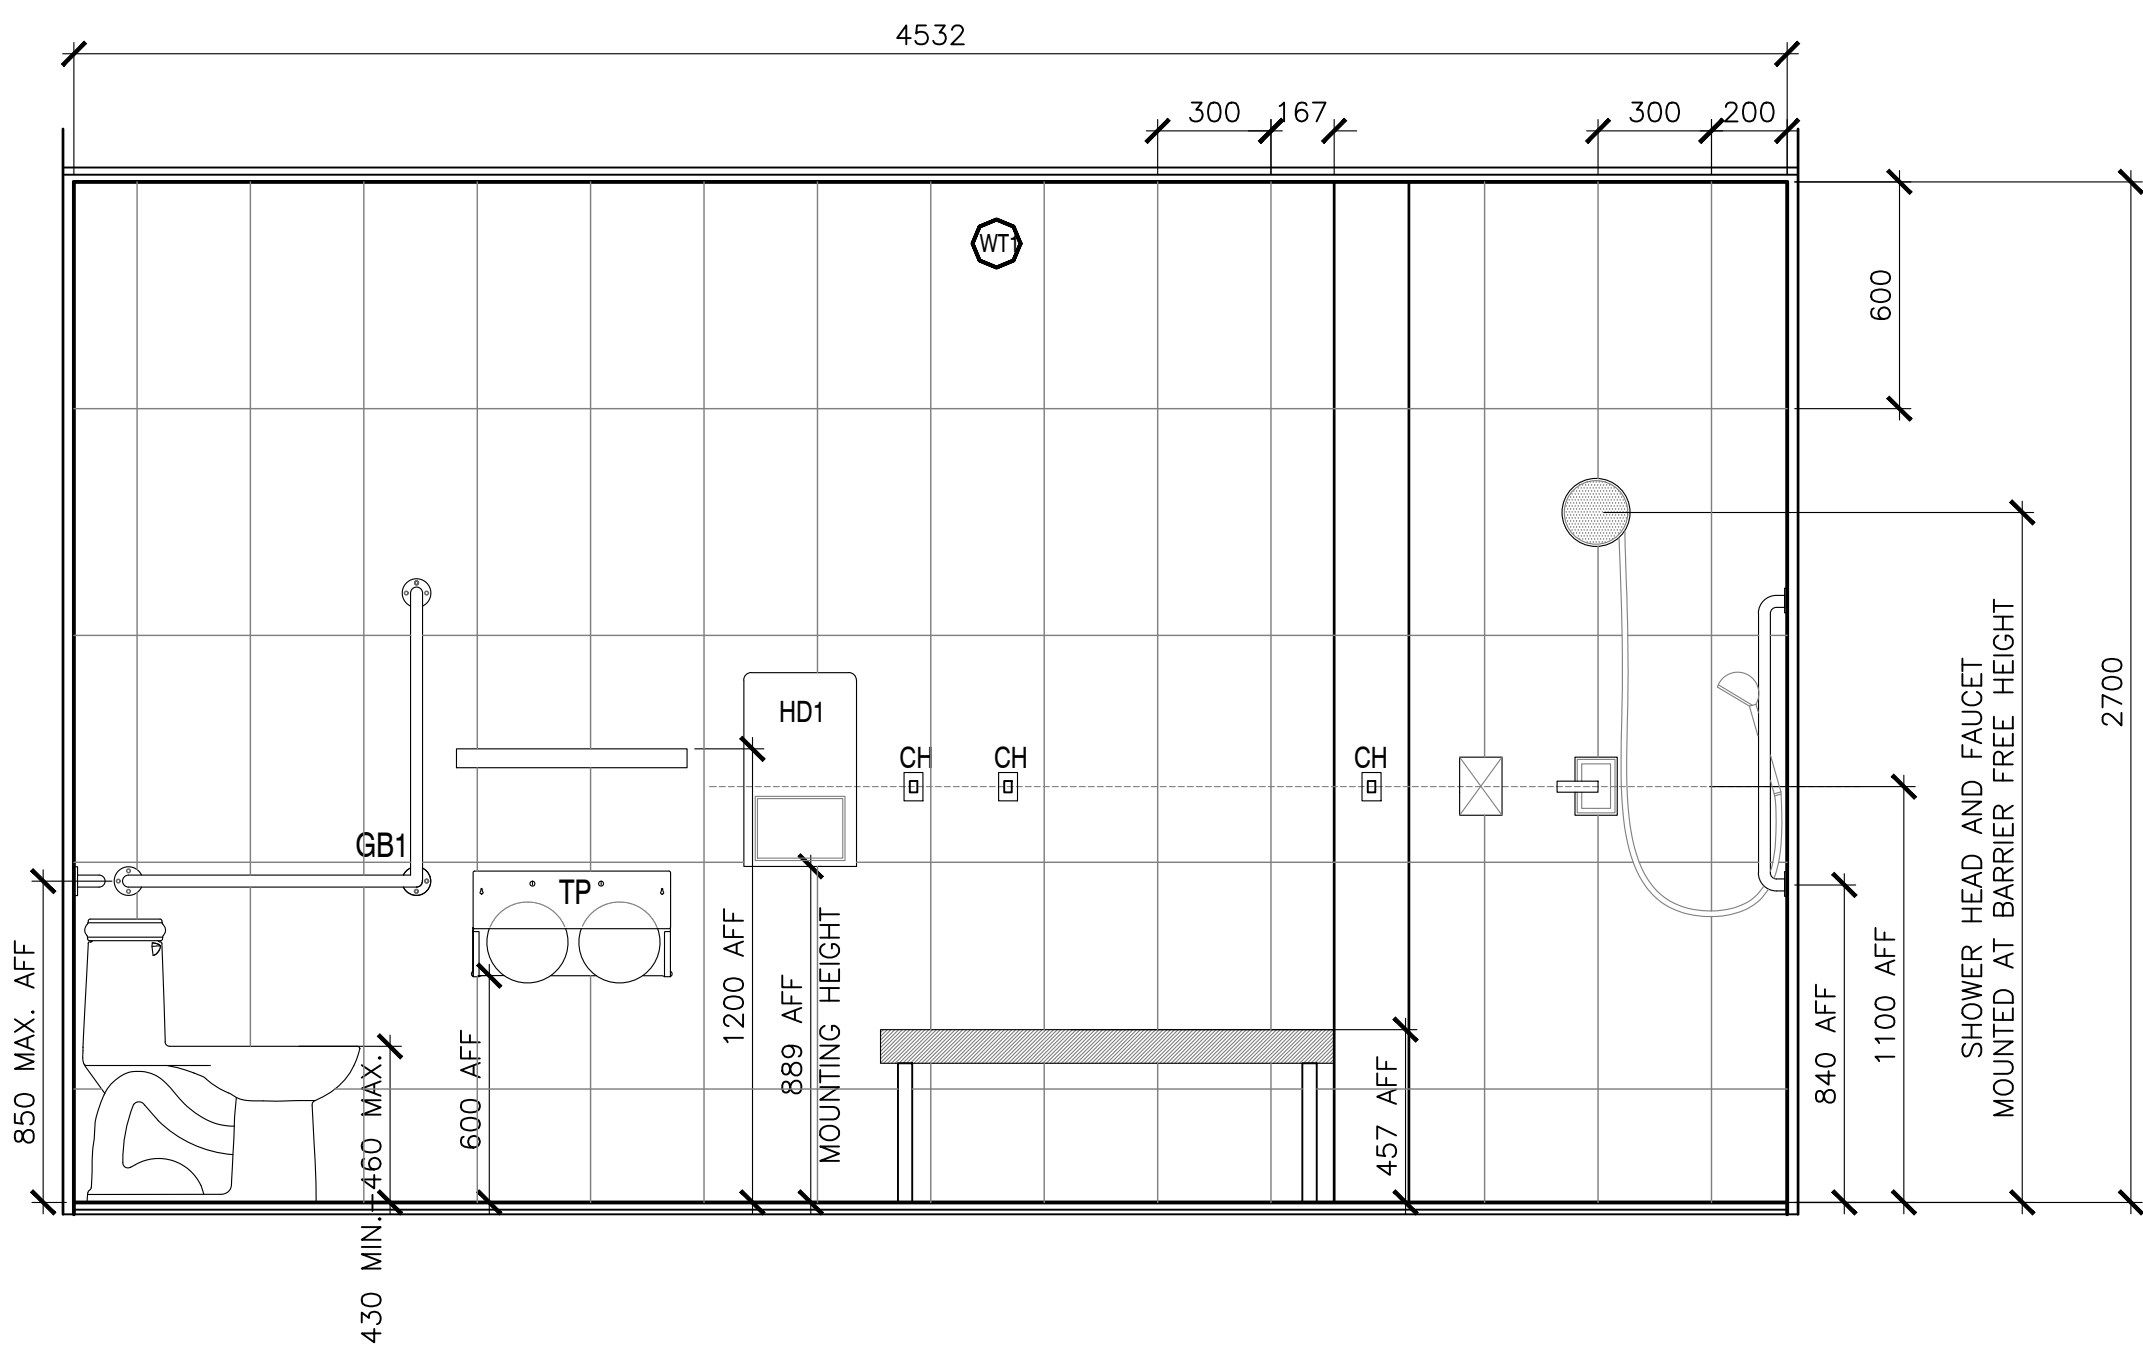 4532
300
167
300
200
WT1
600
2700
HD1
CH
CH
CH
GB1
TP
850 MAX. AFF
430 MIN.-460 MAX.
600 AFF
1200 AFF
889 AFF
MOUNTING HEIGHT
457 AFF
840 AFF
1100 AFF
SHOWER HEAD AND FAUCET
MOUNTED AT BARRIER FREE HEIGHT